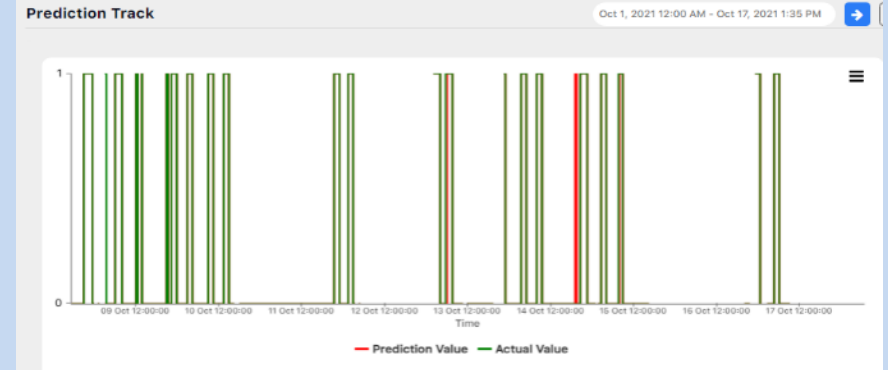 Prediction Track
Oct 1, 2021 12:00 AM - Oct 17, 2021 1:35 PM
1
0
09 Oct 12:00:00 10 Oct 12:00:00 11 Oct 12:00:00 12 Oct 12:00:00 13 Oct 12:00:00 14 Oct 12:00:00 15 Oct 12:00:00 16 Oct 12:00:00 17 Oct 12:00:00
Time
Prediction Value Actual Value